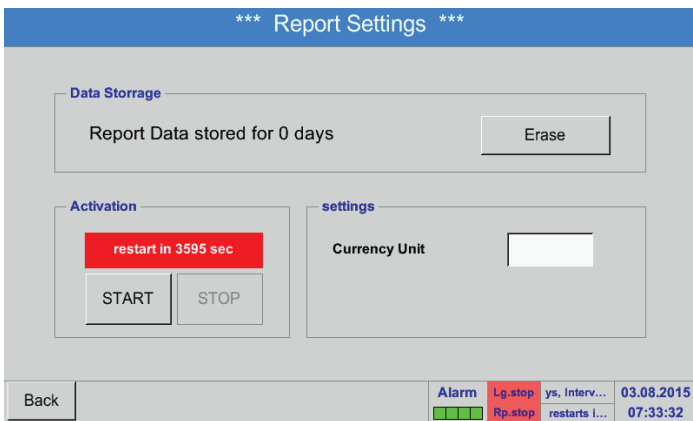 *** Report Settings ***
Data Storrage
Report Data stored for 0 days
Erase
Activation
restart in 3595 sec
START
STOP
settings
Currency Unit
Back
Alarm
Lg.stop
ys, Interv...
03.08.2015
Rp.stop
restarts i...
07:33:32